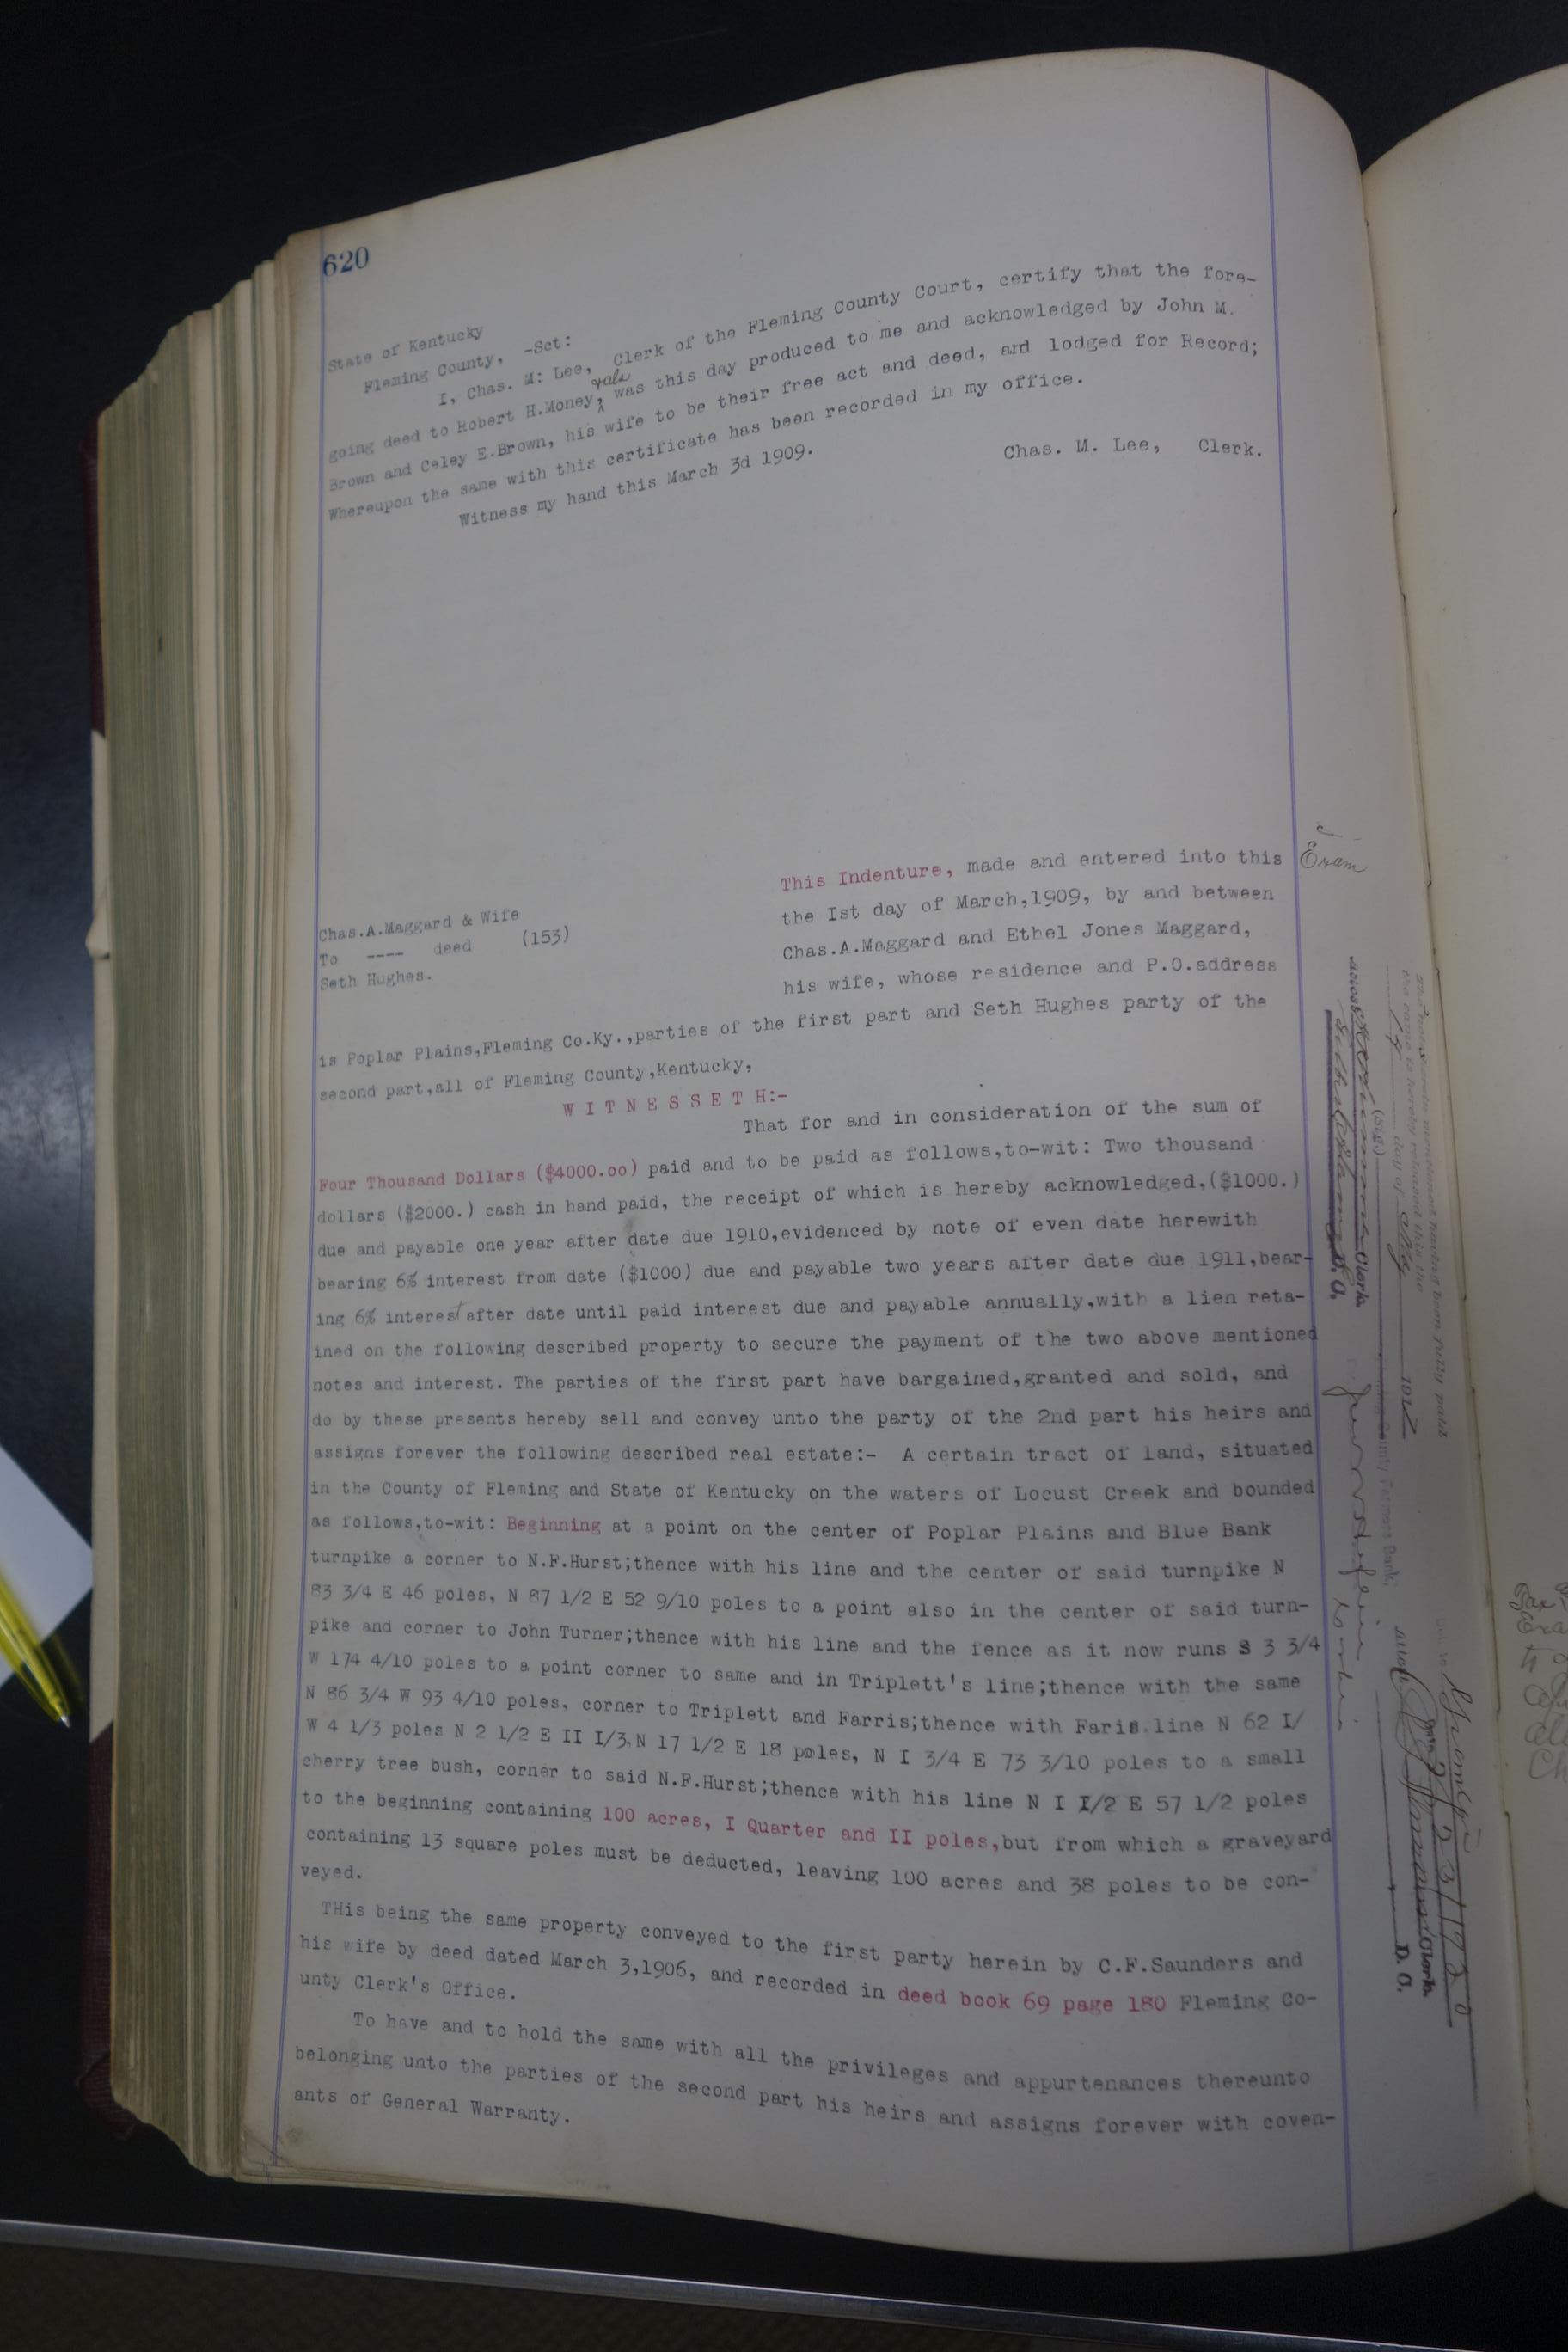 620
State of Kentucky
Fleming County, -Sct:
I, Chas. M: Lee, Clerk of the Fleming County Court, certify that the fore-
going deed to Robert H.Money, &als was this day produced to me and acknowledged by John M.
Brown and Celey E.Brown, his wife to be their free act and deed, and lodged for Record;
Whereupon the same with this certificate has been recorded in my office.
Witness my hand this March 3d 1909.
Chas. M. Lee, Clerk.
Chas.A.Maggard & Wife
To ---- deed (153)
Seth Hughes.
This Indenture, made and entered into this
the Ist day of March,1909, by and between
Chas.A.Maggard and Ethel Jones Maggard,
his wife, whose residence and P.O.address
is Poplar Plains,Fleming Co.Ky.,parties of the first part and Seth Hughes party of the
second part,all of Fleming County,Kentucky,
W I T N E S S E T H:-
That for and in consideration of the sum of
Four Thousand Dollars ($4000.oo) paid and to be paid as follows,to-wit: Two thousand
dollars ($2000.) cash in hand paid, the receipt of which is hereby acknowledged,($1000.)
due and payable one year after date due 1910,evidenced by note of even date herewith
bearing 6% interest from date ($1000) due and payable two years after date due 1911,bear-
ing 6% interest after date until paid interest due and payable annually,with a lien reta-
ined on the following described property to secure the payment of the two above mentioned
notes and interest. The parties of the first part have bargained,granted and sold, and
do by these presents hereby sell and convey unto the party of the 2nd part his heirs and
assigns forever the following described real estate:- A certain tract of land, situated
in the County of Fleming and State of Kentucky on the waters of Locust Creek and bounded
as follows,to-wit: Beginning at a point on the center of Poplar Plains and Blue Bank
turnpike a corner to N.F.Hurst;thence with his line and the center of said turnpike N
83 3/4 E 46 poles, N 87 1/2 E 52 9/10 poles to a point also in the center of said turn-
pike and corner to John Turner;thence with his line and the fence as it now runs S 3 3/4
W 174 4/10 poles to a point corner to same and in Triplett's line;thence with the same
N 86 3/4 W 93 4/10 poles, corner to Triplett and Farris;thence with Faris line N 62 I/
W 4 1/3 poles N 2 1/2 E II I/3,N 17 1/2 E 18 poles, N I 3/4 E 73 3/10 poles to a small
cherry tree bush, corner to said N.F.Hurst;thence with his line N I I/2 E 57 1/2 poles
to the beginning containing 100 acres, I Quarter and II poles,but from which a graveyard
containing 13 square poles must be deducted, leaving 100 acres and 38 poles to be con-
veyed.
THis being the same property conveyed to the first party herein by C.F.Saunders and
his wife by deed dated March 3,1906, and recorded in deed book 69 page 180 Fleming Co-
unty Clerk's Office.
To have and to hold the same with all the privileges and appurtenances thereunto
belonging unto the parties of the second part his heirs and assigns forever with coven-
ants of General Warranty.
Exam
having been fully paid
the same is hereby released this the
14 day of 1912
(Sig)
County Farmers Bank,
Attest
Clerk
D. C.
Clerk
D. C.